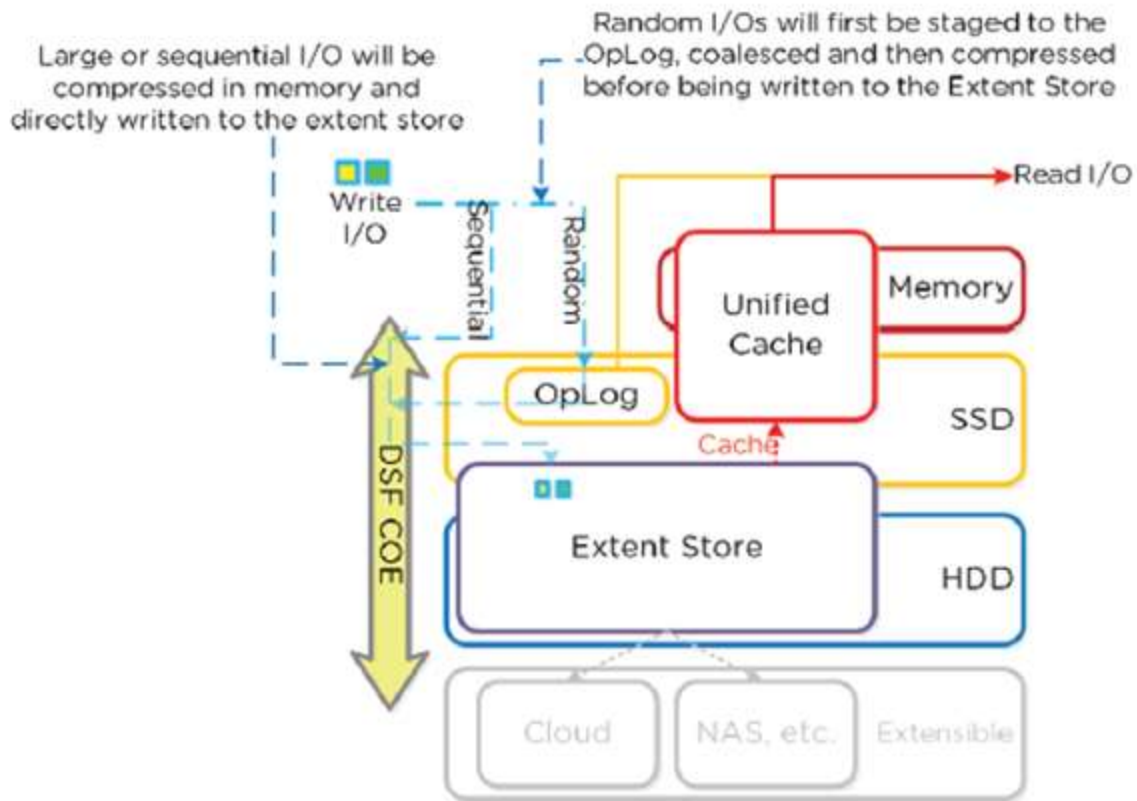 Random I/Os will first be staged to the
OpLog, coalesced and then compressed
before being written to the Extent Store
Large or sequential I/O will be
compressed in memory and
directly written to the extent store
Write
I/O
Sequential
Random
Read I/O
Unified
Cache
Memory
OpLog
SSD
Cache
DSF COE
Extent Store
HDD
Cloud
NAS, etc.
Extensible